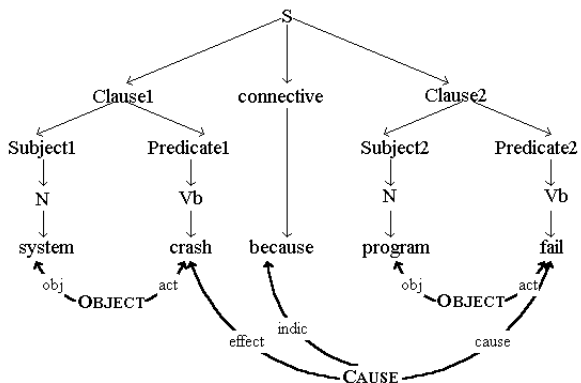 S
Clause1 connective Clause2
Subject1 Predicate1 Subject2 Predicate2
N Vb N Vb
system crash because program fail
obj OBJECT act obj OBJECT act
effect indic cause
CAUSE